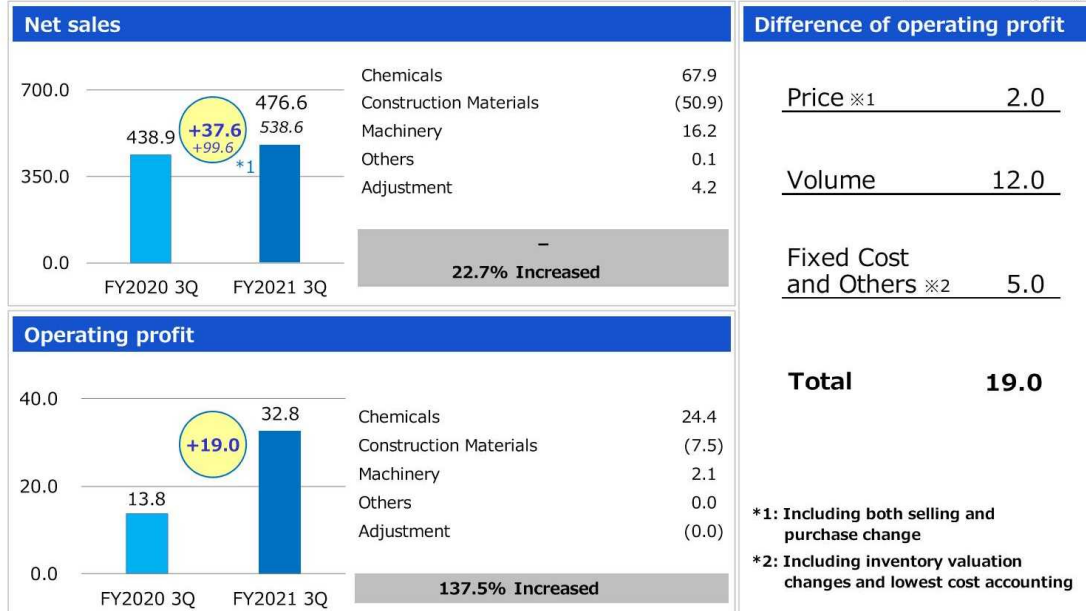 Net sales
700.0
350.0
0.0
438.9
+37.6
+99.6
*1
476.6
538.6
FY2020 3Q FY2021 3Q
Chemicals 67.9
Construction Materials (50.9)
Machinery 16.2
Others 0.1
Adjustment 4.2
–
22.7% Increased
Operating profit
40.0
20.0
0.0
13.8
+19.0
32.8
FY2020 3Q FY2021 3Q
Chemicals 24.4
Construction Materials (7.5)
Machinery 2.1
Others 0.0
Adjustment (0.0)
137.5% Increased
Difference of operating profit
Price ※1 2.0
Volume 12.0
Fixed Cost
and Others ※2 5.0
Total 19.0
*1: Including both selling and
purchase change
*2: Including inventory valuation
changes and lowest cost accounting